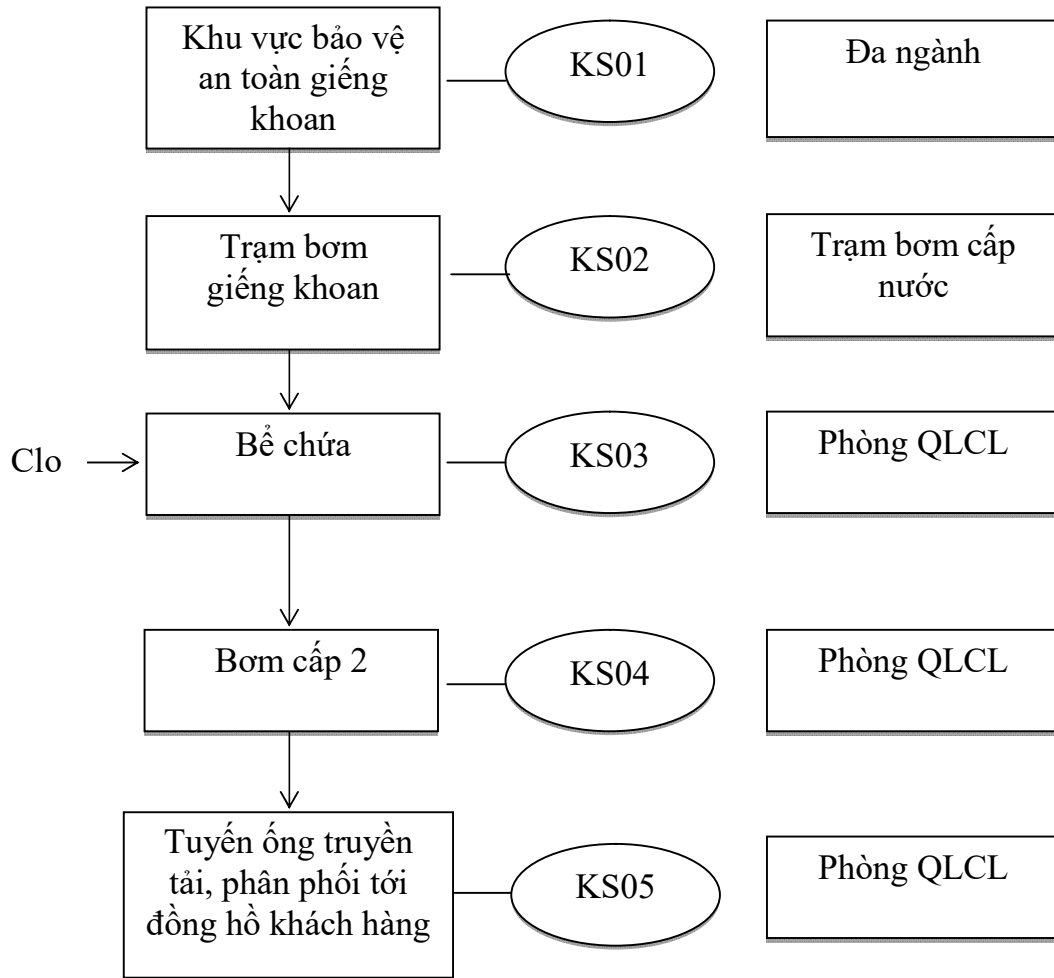 Khu vực bảo vệ
an toàn giếng
khoan
KS01
Đa ngành
Trạm bơm
giếng khoan
KS02
Trạm bơm cấp
nước
Clo
Bể chứa
KS03
Phòng QLCL
Bơm cấp 2
KS04
Phòng QLCL
Tuyến ống truyền
tải, phân phối tới
đồng hồ khách hàng
KS05
Phòng QLCL